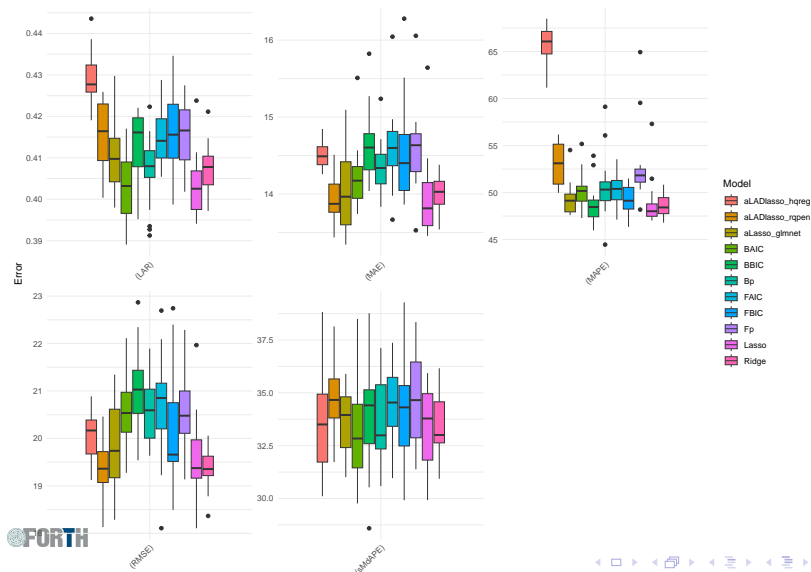 0.44
0.43
0.42
0.41
0.40
0.39
(LAR)
16
15
14
(MAE)
65
60
55
50
45
(MAPE)
Error
23
22
21
20
19
18
(RMSE)
37.5
35.0
32.5
30.0
(sMdAPE)
Model
aLADlasso_hqreg
aLADlasso_rqpen
aLasso_glmnet
BAIC
BBIC
Bp
FAIC
FBIC
Fp
Lasso
Ridge
FORTH